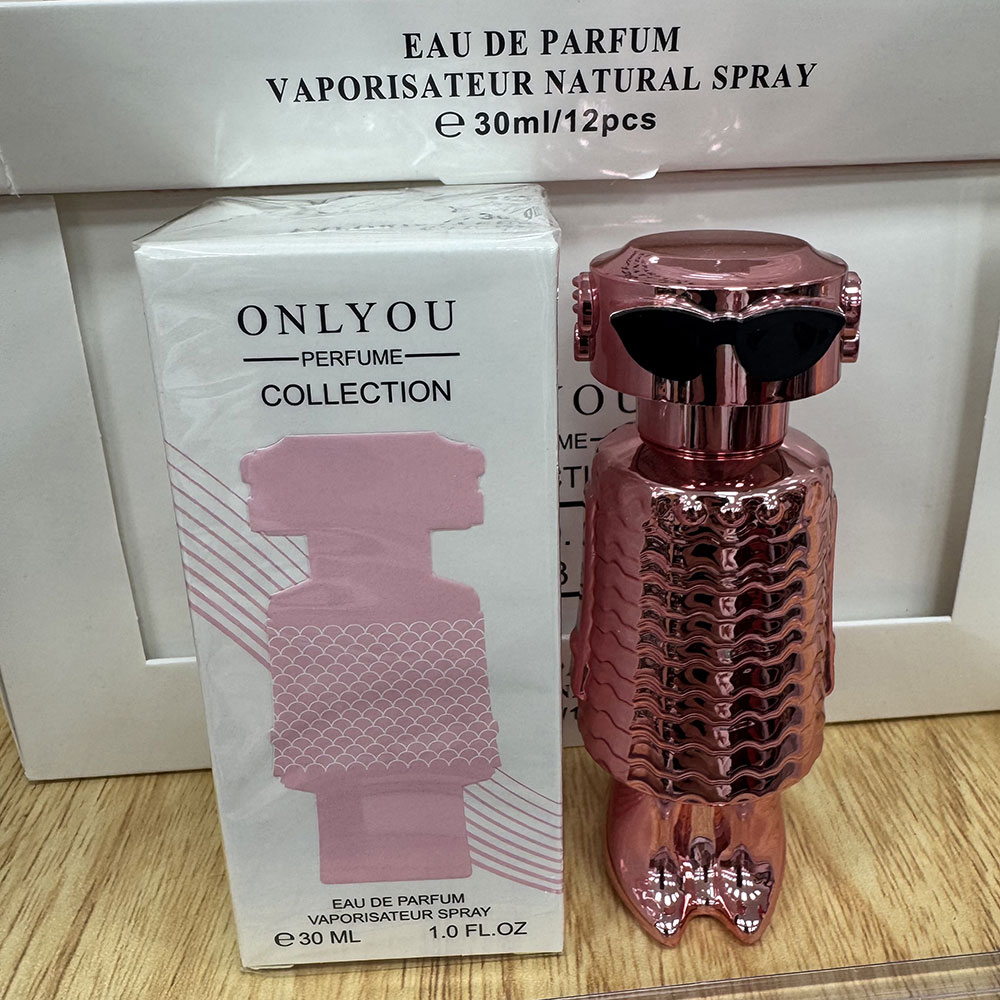 EAU DE PARFUM
VAPORISATEUR NATURAL SPRAY
℮ 30ml/12pcs
ONLYOU
PERFUME
COLLECTION
EAU DE PARFUM
VAPORISATEUR SPRAY
℮ 30 ML 1.0 FL.OZ